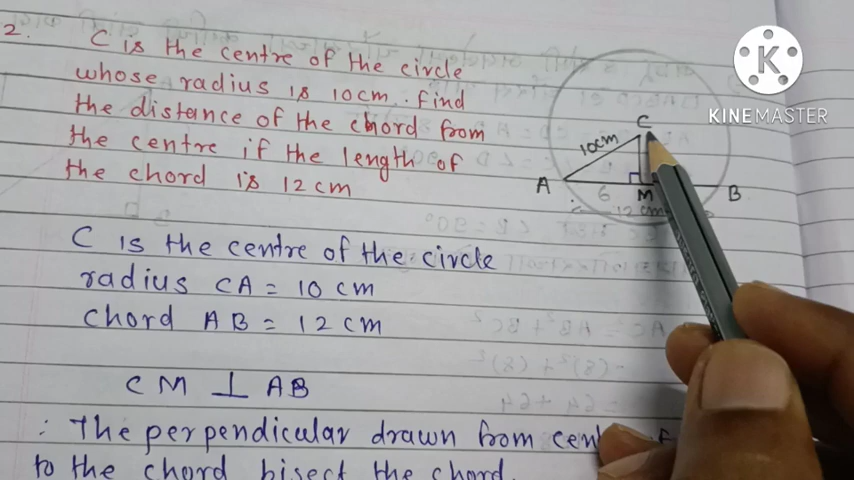 2. C is the centre of the circle
whose radius is 10cm. Find
the distance of the chord from
the centre if the length of
the chord is 12 cm
C
10cm
A 6 M B
12 cm
C is the centre of the circle
radius CA = 10 cm
chord AB = 12 cm
CM ⊥ AB
: The perpendicular drawn from
to the chord bisect the chord.
K
KINEMASTER